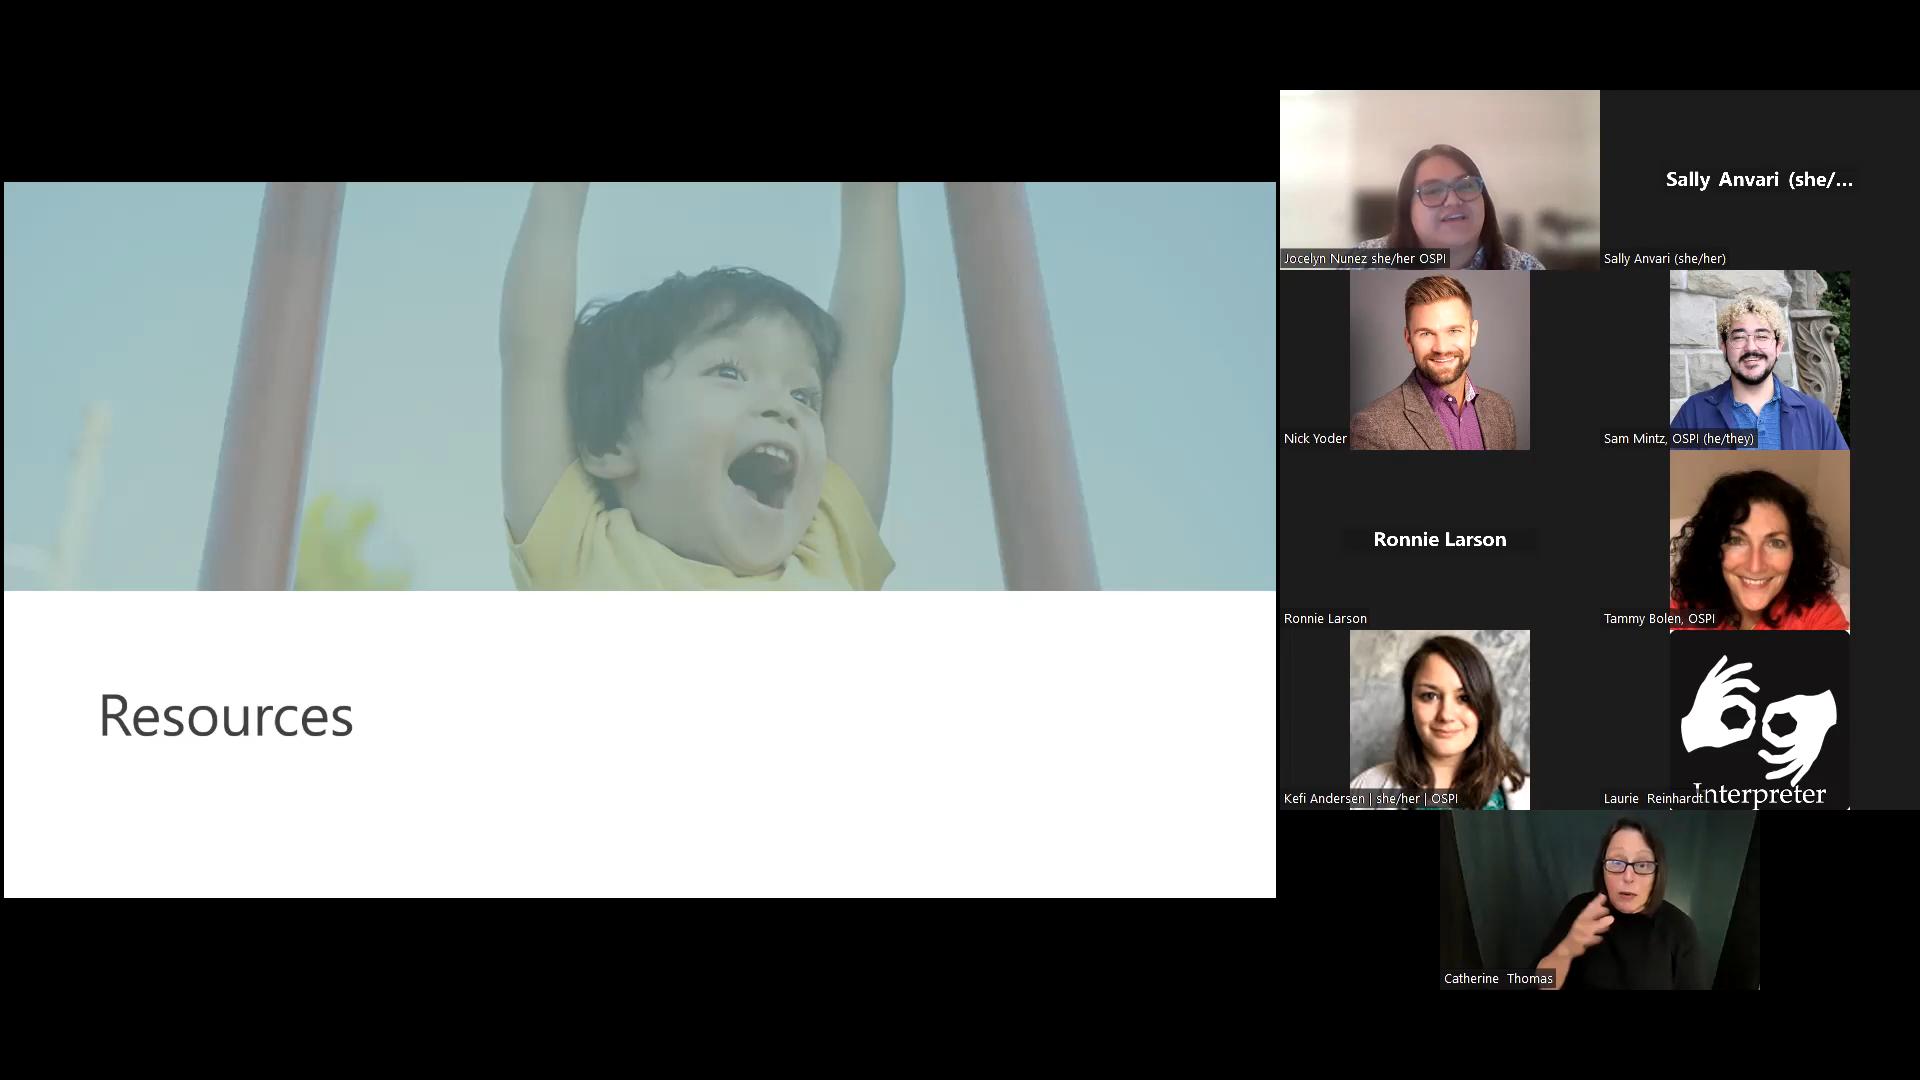 Resources
Jocelyn Nunez she/her OSPI
Sally Anvari (she/...
Sally Anvari (she/her)
Nick Yoder
Sam Mintz, OSPI (he/they)
Ronnie Larson
Ronnie Larson
Tammy Bolen, OSPI
Kefi Andersen | she/her | OSPI
Interpreter
Laurie Reinhardt
Catherine Thomas